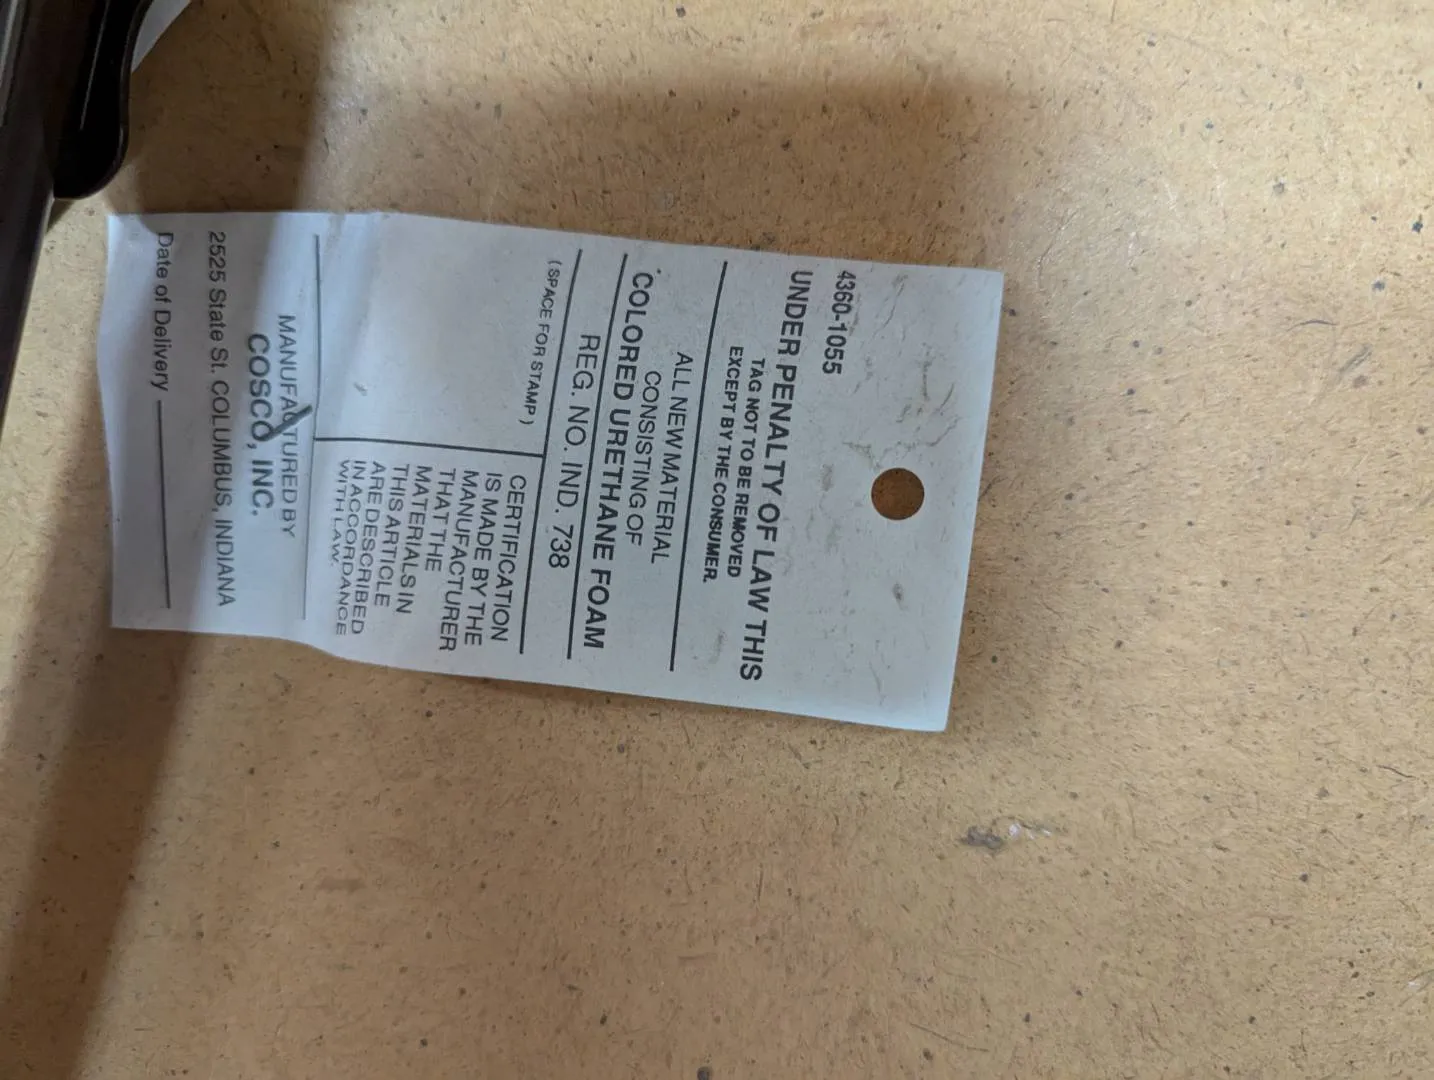 4360-1055
UNDER PENALTY OF LAW THIS
TAG NOT TO BE REMOVED
EXCEPT BY THE CONSUMER.
ALL NEW MATERIAL
CONSISTING OF
COLORED URETHANE FOAM
REG. NO. IND. 738
(SPACE FOR STAMP)
CERTIFICATION
IS MADE BY THE
MANUFACTURER
THAT THE
MATERIALS IN
THIS ARTICLE
ARE DESCRIBED
IN ACCORDANCE
WITH LAW.
MANUFACTURED BY
COSCO, INC.
2525 State St. COLUMBUS, INDIANA
Date of Delivery